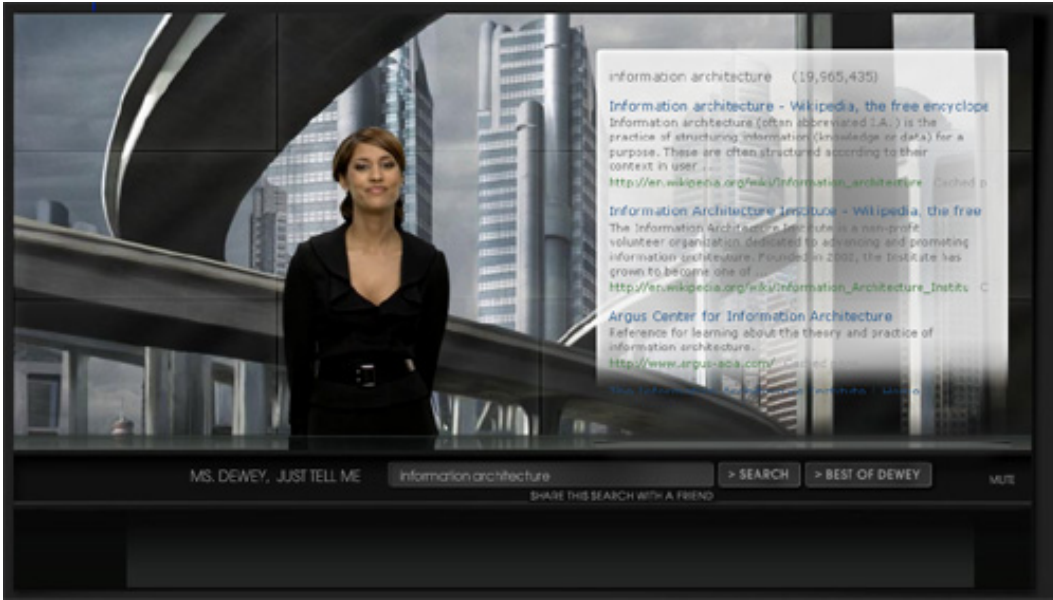 information architecture (19,965,435)
Information architecture - Wikipedia, the free encyclope
Information architecture (often abbreviated I.A. ) is the
practice of structuring information (knowledge or data) for a
purpose. These are often structured according to their
context in user ...
http://en.wikipedia.org/wiki/Information_architecture Cached p
Information Architecture Institute - Wikipedia, the free
The Information Architecture Institute is a non-profit
volunteer organization dedicated to advancing and promoting
information architecture. Founded in 2002, the Institute has
grown to become one of ...
http://en.wikipedia.org/wiki/Information_Architecture_Institu C
Argus Center for Information Architecture
Reference for learning about the theory and practice of
information architecture.
http://www.argus-acia.com/ Cached p
MS. DEWEY, JUST TELL ME
information architecture
> SEARCH
> BEST OF DEWEY
MUTE
SHARE THIS SEARCH WITH A FRIEND